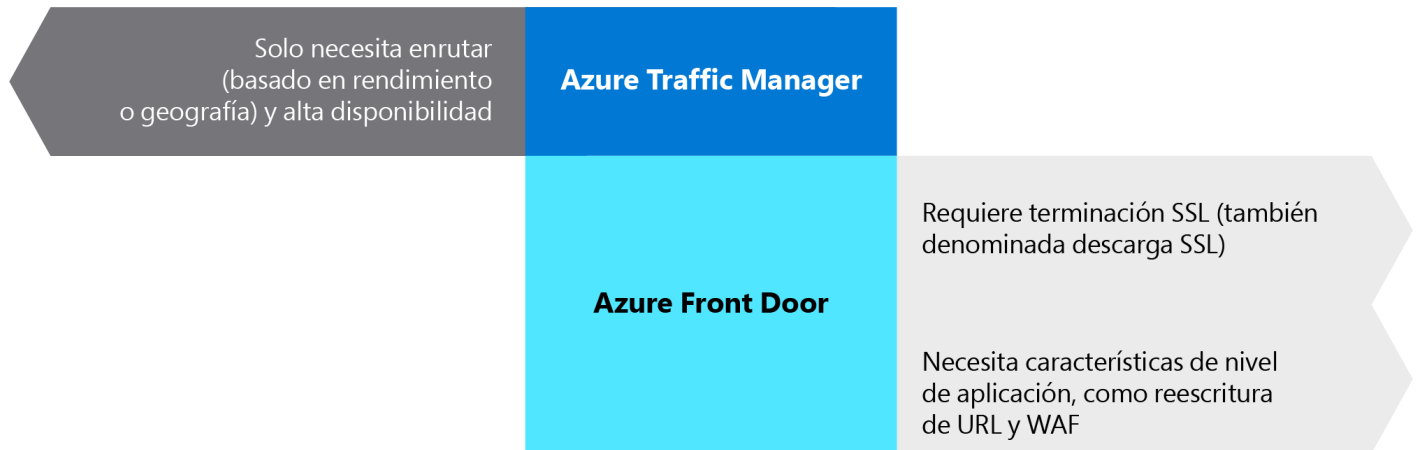 Solo necesita enrutar
(basado en rendimiento
o geografía) y alta disponibilidad
Azure Traffic Manager
Azure Front Door
Requiere terminación SSL (también
denominada descarga SSL)
Necesita características de nivel
de aplicación, como reescritura
de URL y WAF